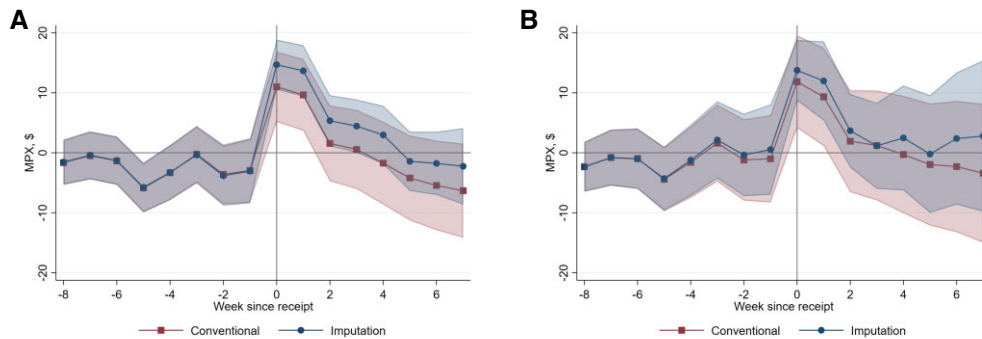 A
MPX, $
20
10
0
-10
-20
-8 -6 -4 -2 0 2 4 6
Week since receipt
Conventional Imputation
B
MPX, $
20
10
0
-10
-20
-8 -6 -4 -2 0 2 4 6
Week since receipt
Conventional Imputation